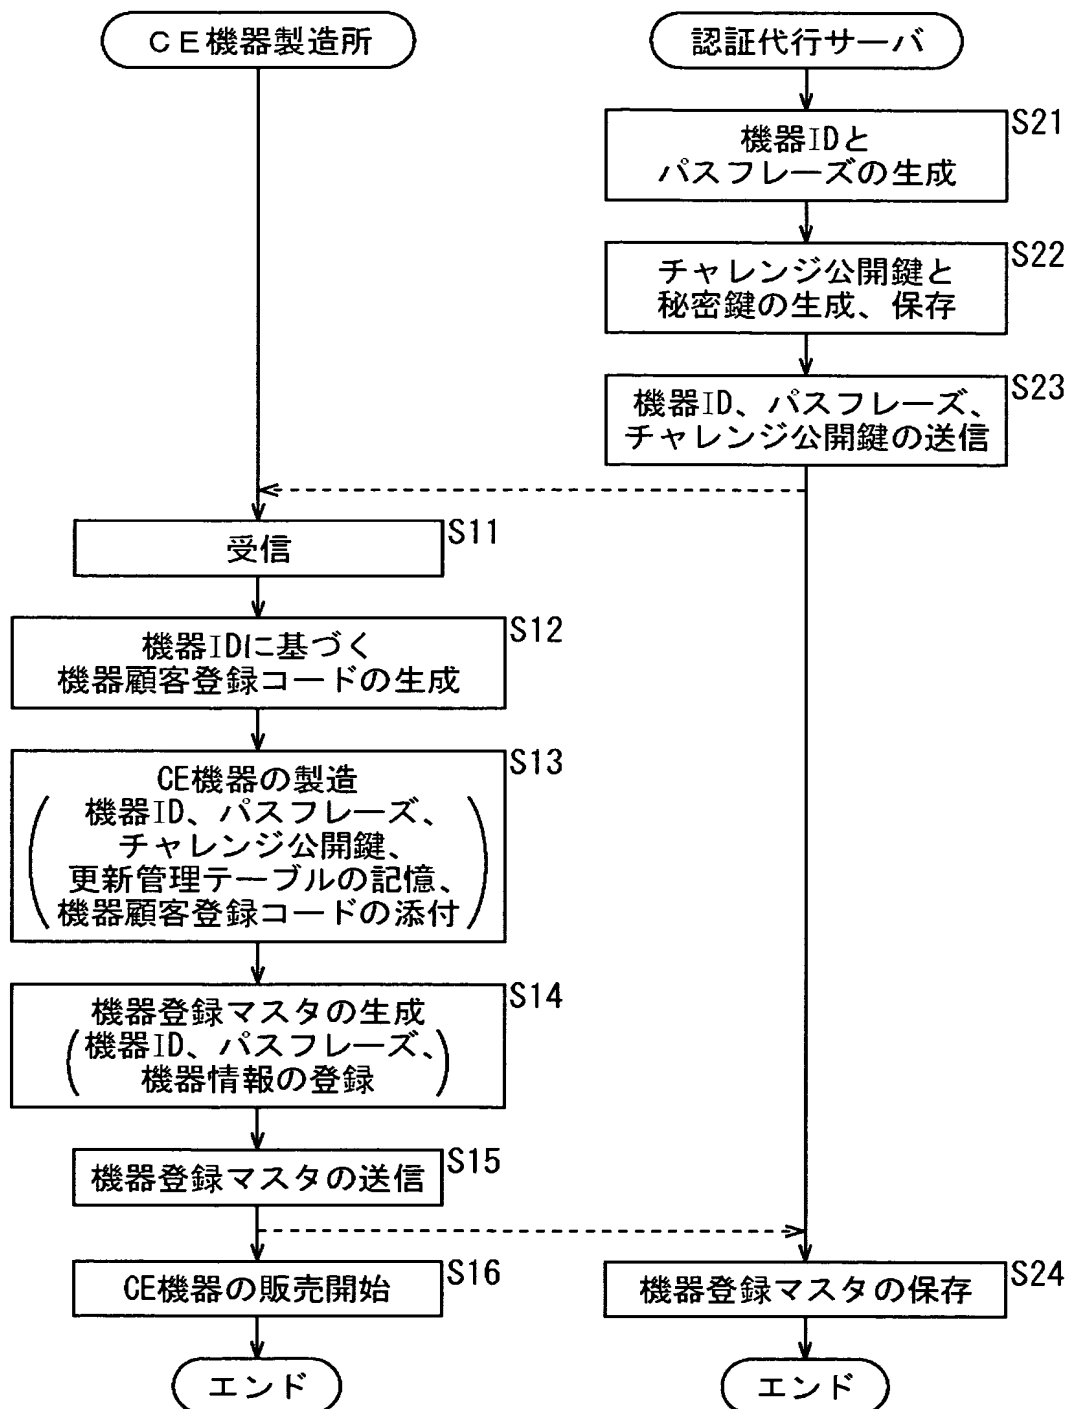 ＣＥ機器製造所
認証代行サーバ
機器IDと
パスフレーズの生成
S21
チャレンジ公開鍵と
秘密鍵の生成、保存
S22
機器ID、パスフレーズ、
チャレンジ公開鍵の送信
S23
受信
S11
機器IDに基づく
機器顧客登録コードの生成
S12
CE機器の製造
機器ID、パスフレーズ、
チャレンジ公開鍵、
更新管理テーブルの記憶、
機器顧客登録コードの添付
S13
機器登録マスタの生成
機器ID、パスフレーズ、
機器情報の登録
S14
機器登録マスタの送信
S15
CE機器の販売開始
S16
機器登録マスタの保存
S24
エンド
エンド